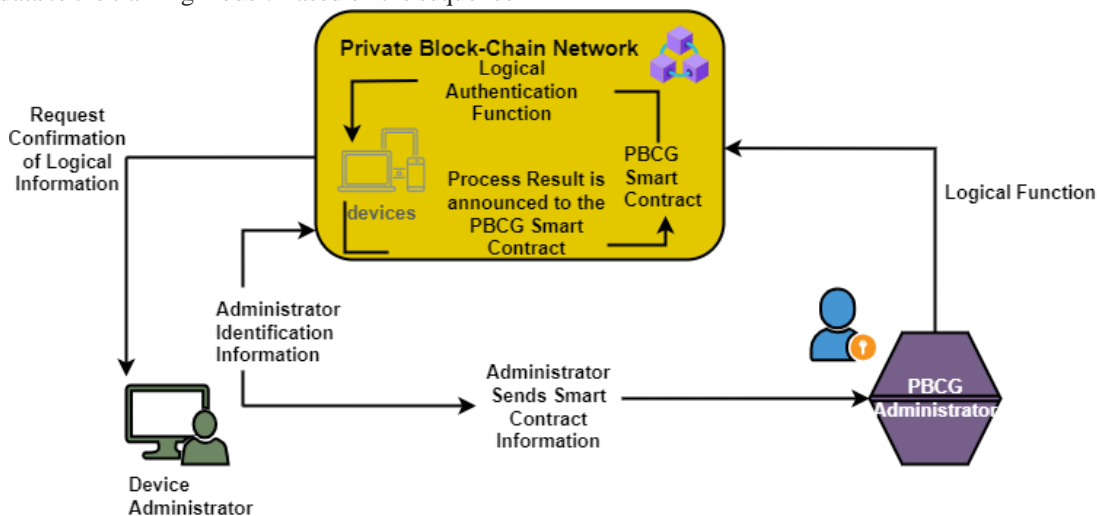 Private Block-Chain Network
Logical
Authentication
Function
Request
Confirmation
of Logical
Information
PBCG
Smart
Contract
Process Result is
announced to the
PBCG Smart
Contract
devices
Logical Function
Administrator
Identification
Information
Administrator
Sends Smart
Contract
Information
PBCG
Administrator
Device
Administrator